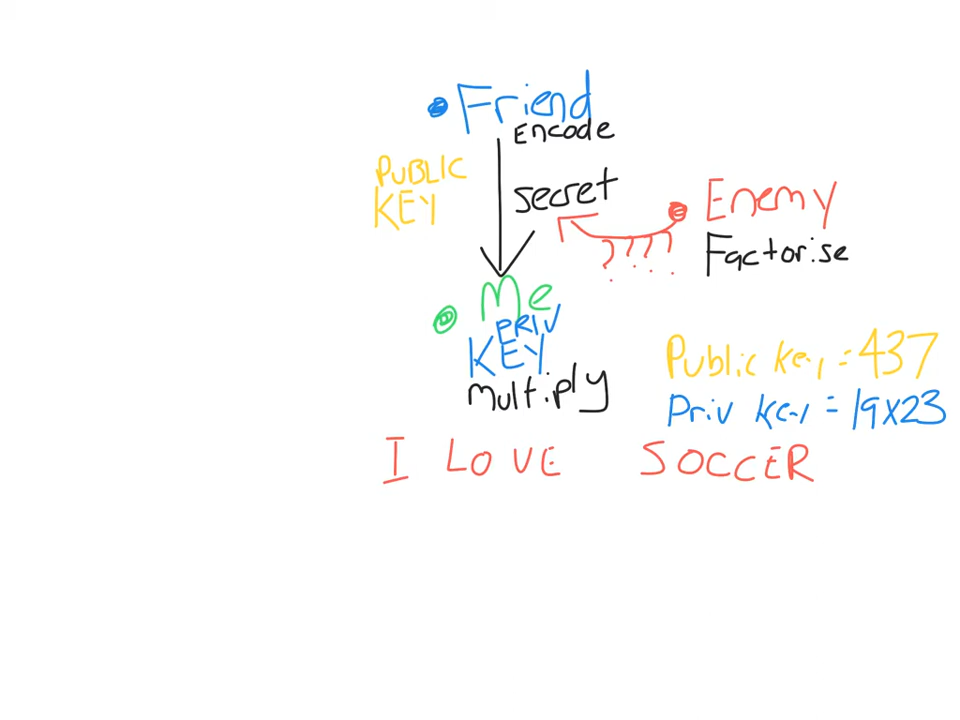 Friend
Encode
PUBLIC
KEY
secret
Enemy
Factorise
????
Me
PRIV
KEY
multiply
Public key = 437
Priv key = 19x23
I LOVE SOCCER